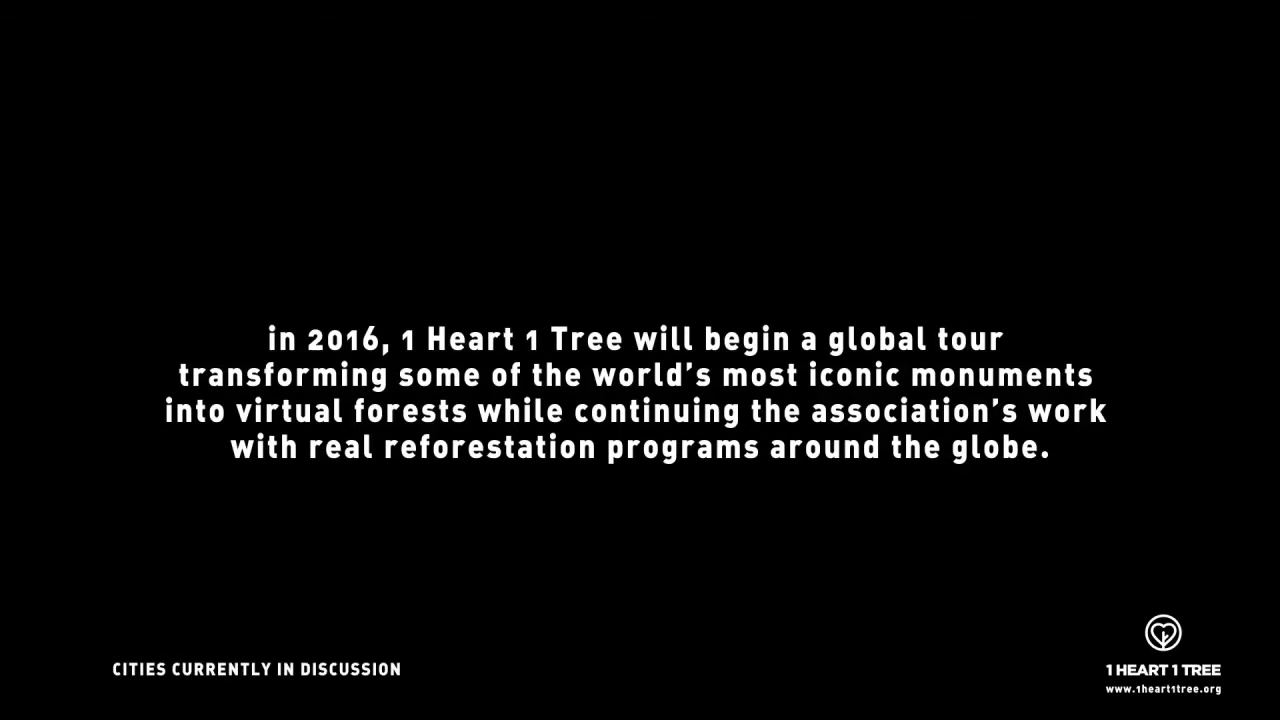 in 2016, 1 Heart 1 Tree will begin a global tour
transforming some of the world’s most iconic monuments
into virtual forests while continuing the association’s work
with real reforestation programs around the globe.
CITIES CURRENTLY IN DISCUSSION
1 HEART 1 TREE
www.1heart1tree.org